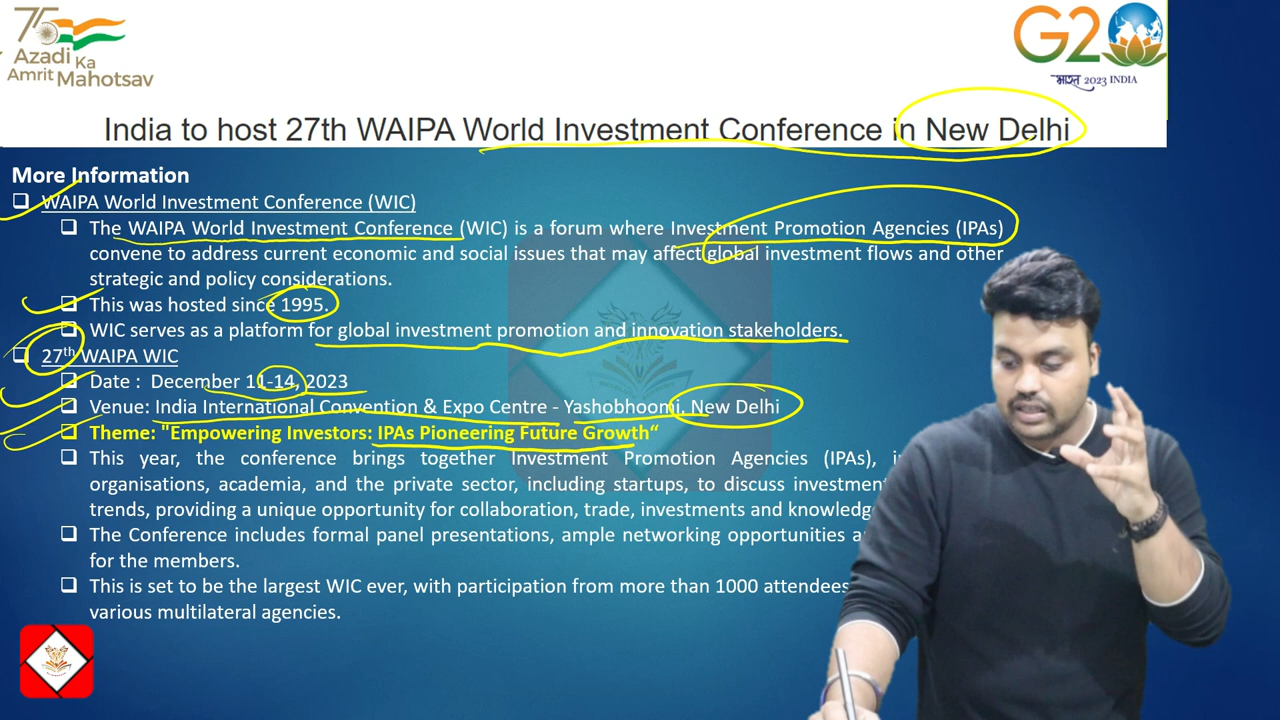 75
Azadi
Ka
Amrit Mahotsav
G20
भारत 2023 INDIA
India to host 27th WAIPA World Investment Conference in New Delhi
More Information
WAIPA World Investment Conference (WIC)
The WAIPA World Investment Conference (WIC) is a forum where Investment Promotion Agencies (IPAs)
convene to address current economic and social issues that may affect global investment flows and other
strategic and policy considerations.
This was hosted since 1995.
WIC serves as a platform for global investment promotion and innovation stakeholders.
27th WAIPA WIC
Date : December 11-14, 2023
Venue: India International Convention & Expo Centre - Yashobhoomi, New Delhi
Theme: "Empowering Investors: IPAs Pioneering Future Growth“
This year, the conference brings together Investment Promotion Agencies (IPAs),
organisations, academia, and the private sector, including startups, to discuss investment
trends, providing a unique opportunity for collaboration, trade, investments and
The Conference includes formal panel presentations, ample networking opportunities
for the members.
This is set to be the largest WIC ever, with participation from more than 1000 attendees
various multilateral agencies.